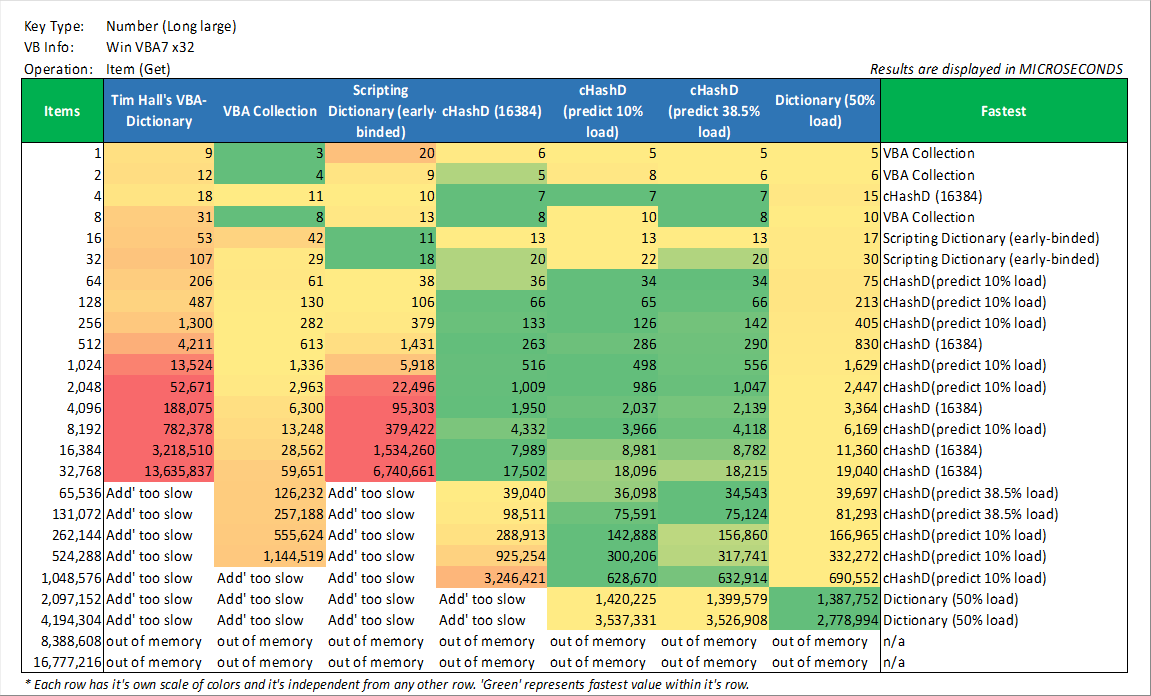 Key Type: Number (Long large)
VB Info: Win VBA7 x32
Operation: Item (Get) Results are displayed in MICROSECONDS
Items Tim Hall's VBA-Dictionary VBA Collection Scripting Dictionary (early-binded) cHashD (16384) cHashD (predict 10% load) cHashD (predict 38.5% load) Dictionary (50% load) Fastest
1 9 3 20 6 5 5 5 VBA Collection
2 12 4 9 5 8 6 6 VBA Collection
4 18 11 10 7 7 7 15 cHashD (16384)
8 31 8 13 8 10 8 10 VBA Collection
16 53 42 11 13 13 13 17 Scripting Dictionary (early-binded)
32 107 29 18 20 22 20 30 Scripting Dictionary (early-binded)
64 206 61 38 36 34 34 75 cHashD(predict 10% load)
128 487 130 106 66 65 66 213 cHashD(predict 10% load)
256 1,300 282 379 133 126 142 405 cHashD(predict 10% load)
512 4,211 613 1,431 263 286 290 830 cHashD (16384)
1,024 13,524 1,336 5,918 516 498 556 1,629 cHashD(predict 10% load)
2,048 52,671 2,963 22,496 1,009 986 1,047 2,447 cHashD(predict 10% load)
4,096 188,075 6,300 95,303 1,950 2,037 2,139 3,364 cHashD (16384)
8,192 782,378 13,248 379,422 4,332 3,966 4,118 6,169 cHashD(predict 10% load)
16,384 3,218,510 28,562 1,534,260 7,989 8,981 8,782 11,360 cHashD (16384)
32,768 13,635,837 59,651 6,740,661 17,502 18,096 18,215 19,040 cHashD (16384)
65,536 Add' too slow 126,232 Add' too slow 39,040 36,098 34,543 39,697 cHashD(predict 38.5% load)
131,072 Add' too slow 257,188 Add' too slow 98,511 75,591 75,124 81,293 cHashD(predict 38.5% load)
262,144 Add' too slow 555,624 Add' too slow 288,913 142,888 156,860 166,965 cHashD(predict 10% load)
524,288 Add' too slow 1,144,519 Add' too slow 925,254 300,206 317,741 332,272 cHashD(predict 10% load)
1,048,576 Add' too slow Add' too slow Add' too slow 3,246,421 628,670 632,914 690,552 cHashD(predict 10% load)
2,097,152 Add' too slow Add' too slow Add' too slow Add' too slow 1,420,225 1,399,579 1,387,752 Dictionary (50% load)
4,194,304 Add' too slow Add' too slow Add' too slow Add' too slow 3,537,331 3,526,908 2,778,994 Dictionary (50% load)
8,388,608 out of memory out of memory out of memory out of memory out of memory out of memory out of memory n/a
16,777,216 out of memory out of memory out of memory out of memory out of memory out of memory out of memory n/a
* Each row has it's own scale of colors and it's independent from any other row. 'Green' represents fastest value within it's row.